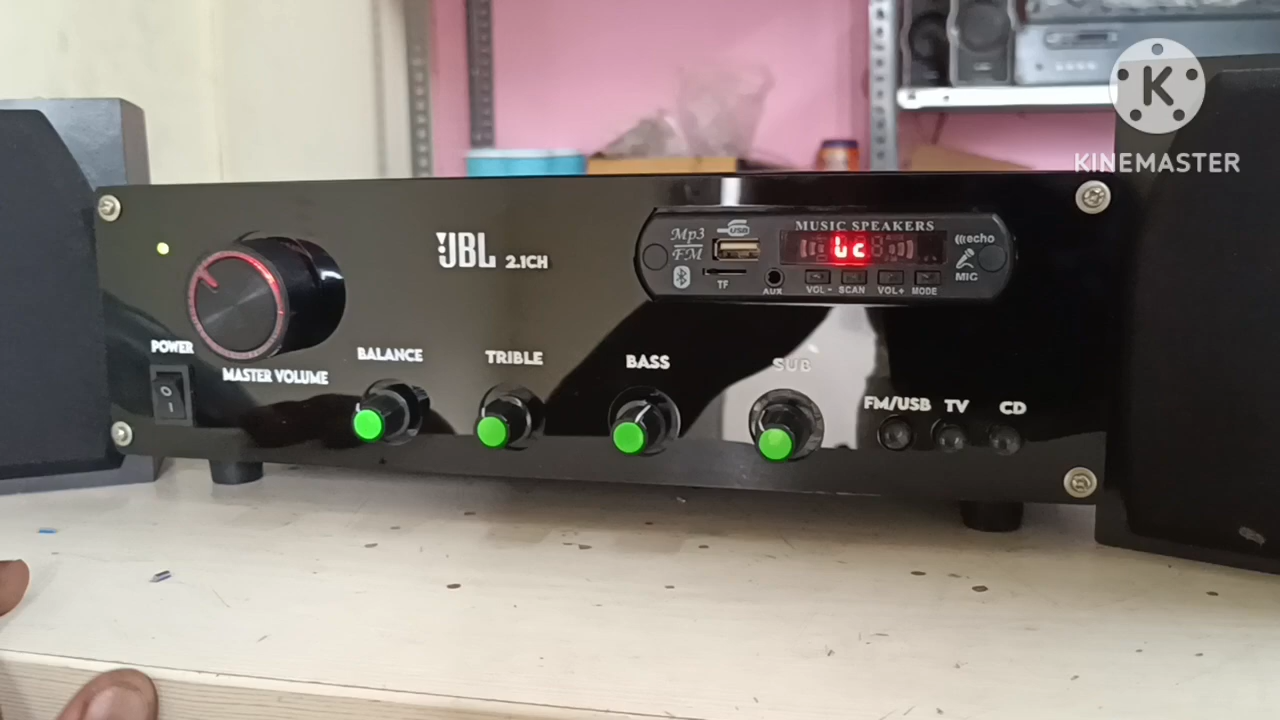 K
KINEMASTER
JBL 2.1CH
MUSIC SPEAKERS
Mp3
FM
USB
echo
MIC
TF
AUX
VOL-
SCAN
VOL+
MODE
POWER
O
I
MASTER VOLUME
BALANCE
TRIBLE
BASS
SUB
FM/USB
TV
CD